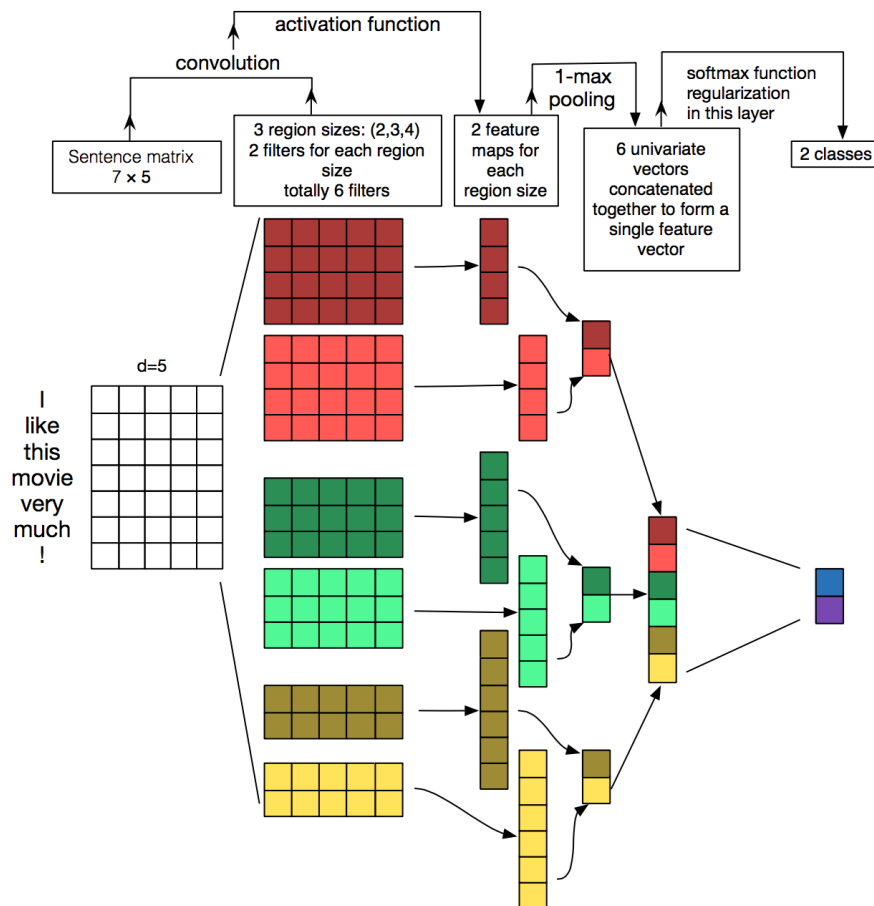 activation function
convolution
1-max
pooling
softmax function
regularization
in this layer
Sentence matrix
7 × 5
3 region sizes: (2,3,4)
2 filters for each region
size
totally 6 filters
2 feature
maps for
each
region size
6 univariate
vectors
concatenated
together to form a
single feature
vector
2 classes
d=5
I
like
this
movie
very
much
!